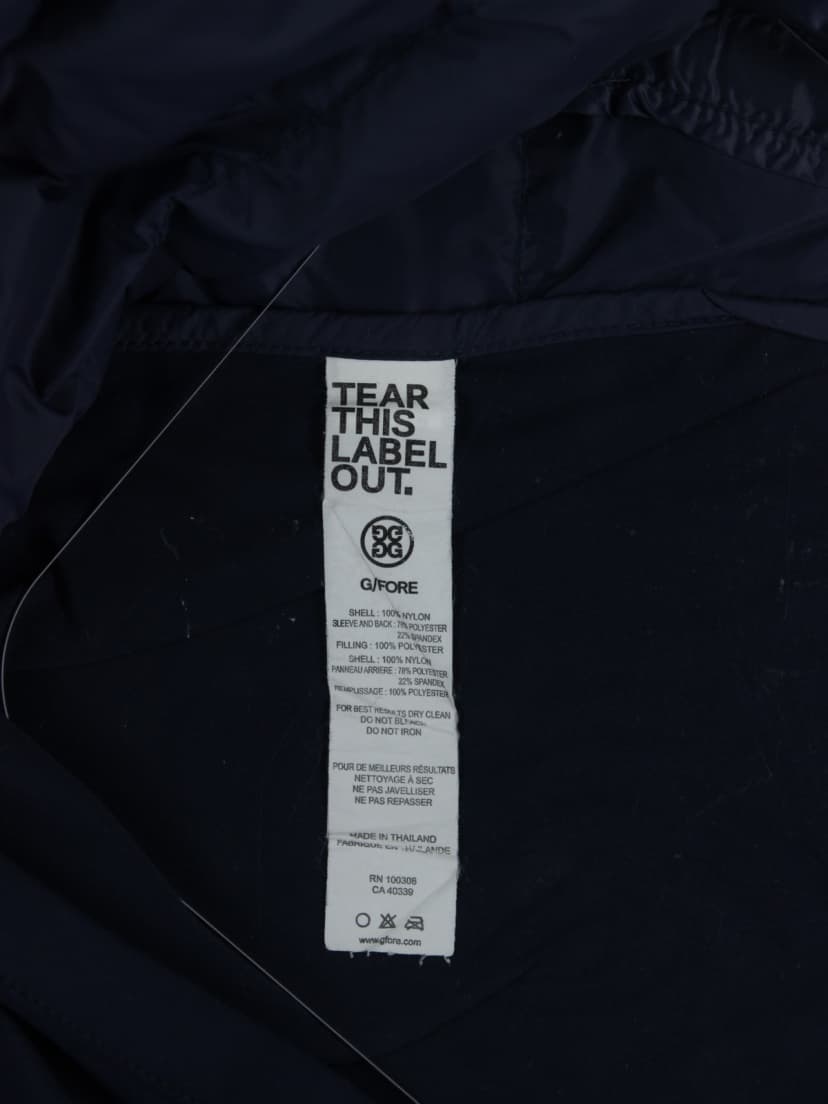 TEAR
THIS
LABEL
OUT.
G/FORE
SHELL : 100% NYLON
SLEEVE AND BACK : 78% POLYESTER
22% SPANDEX
FILLING : 100% POLYESTER
SHELL : 100% NYLON
PANNEAU ARRIERE : 78% POLYESTER
22% SPANDEX
REMPLISSAGE : 100% POLYESTER
FOR BEST RESULTS DRY CLEAN
DO NOT BLEACH
DO NOT IRON
POUR DE MEILLEURS RÉSULTATS
NETTOYAGE À SEC
NE PAS JAVELLISER
NE PAS REPASSER
MADE IN THAILAND
FABRIQUE EN THAILANDE
RN 100308
CA 40339
www.gfore.com